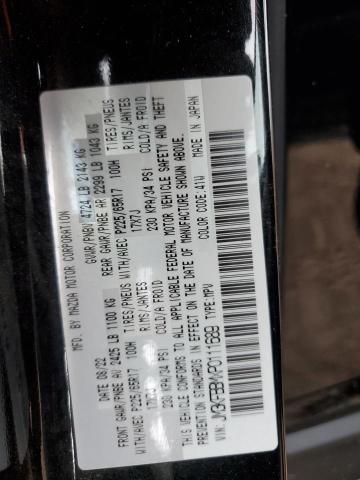 MFD. BY MAZDA MOTOR CORPORATION
DATE 08/22 GVWR/PNBV 4724 LB 2143 KG
FRONT GAWR/PNBE AV 2425 LB 1100 KG REAR GAWR/PNBE AR 2299 LB 1043 KG
WITH/AVEC P225/65R17 100H TIRES/PNEUS WITH/AVEC P225/65R17 100H TIRES/PNEUS
17X7J RIMS/JANTES 17X7J RIMS/JANTES
230 KPA/34 PSI COLD/A FROID 230 KPA/34 PSI COLD/A FROID
THIS VEHICLE CONFORMS TO ALL APPLICABLE FEDERAL MOTOR VEHICLE SAFETY AND THEFT
PREVENTION STANDARDS IN EFFECT ON THE DATE OF MANUFACTURE SHOWN ABOVE.
VIN: TYPE:MPV COLOR CODE:41W MADE IN JAPAN